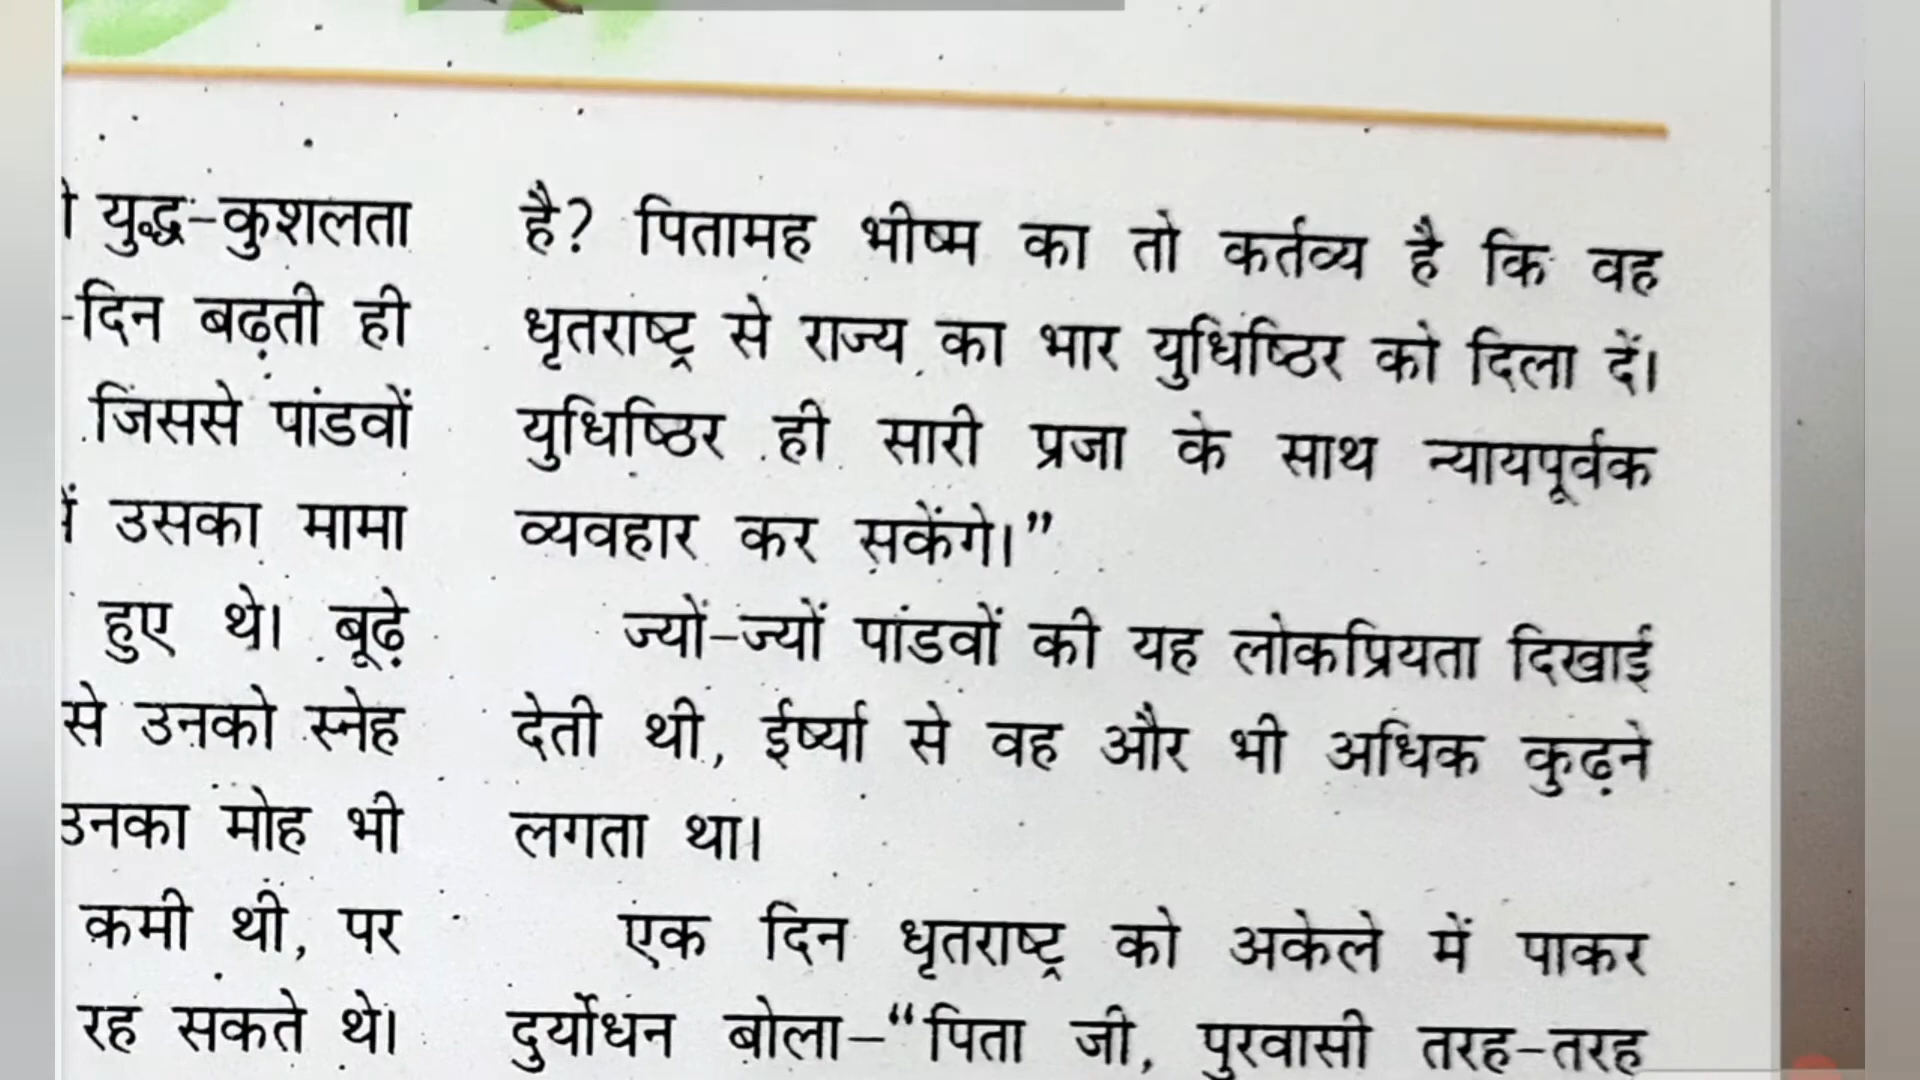 युद्ध-कुशलता
-दिन बढ़ती ही
जिससे पांडवों
उसका मामा
हुए थे। बूढ़े
से उनको स्नेह
उनका मोह भी
कमी थी, पर
रह सकते थे।
है? पितामह भीष्म का तो कर्तव्य है कि वह
धृतराष्ट्र से राज्य का भार युधिष्ठिर को दिला दें।
युधिष्ठिर ही सारी प्रजा के साथ न्यायपूर्वक
व्यवहार कर सकेंगे।”
ज्यों-ज्यों पांडवों की यह लोकप्रियता दिखाई
देती थी, ईर्ष्या से वह और भी अधिक कुढ़ने
लगता था।
एक दिन धृतराष्ट्र को अकेले में पाकर
दुर्योधन बोला-“पिता जी, पुरवासी तरह-तरह